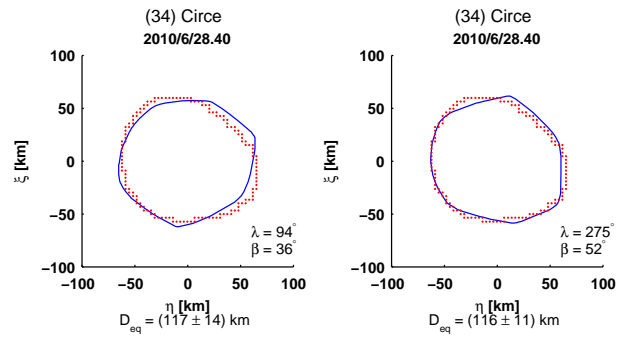 (34) Circe
2010/6/28.40
100
50
0
−50
−100
ξ [km]
λ = 94°
β = 36°
−100 −50 0 50 100
η [km]
D_eq = (117 ± 14) km
(34) Circe
2010/6/28.40
100
50
0
−50
−100
ξ [km]
λ = 275°
β = 52°
−100 −50 0 50 100
η [km]
D_eq = (116 ± 11) km